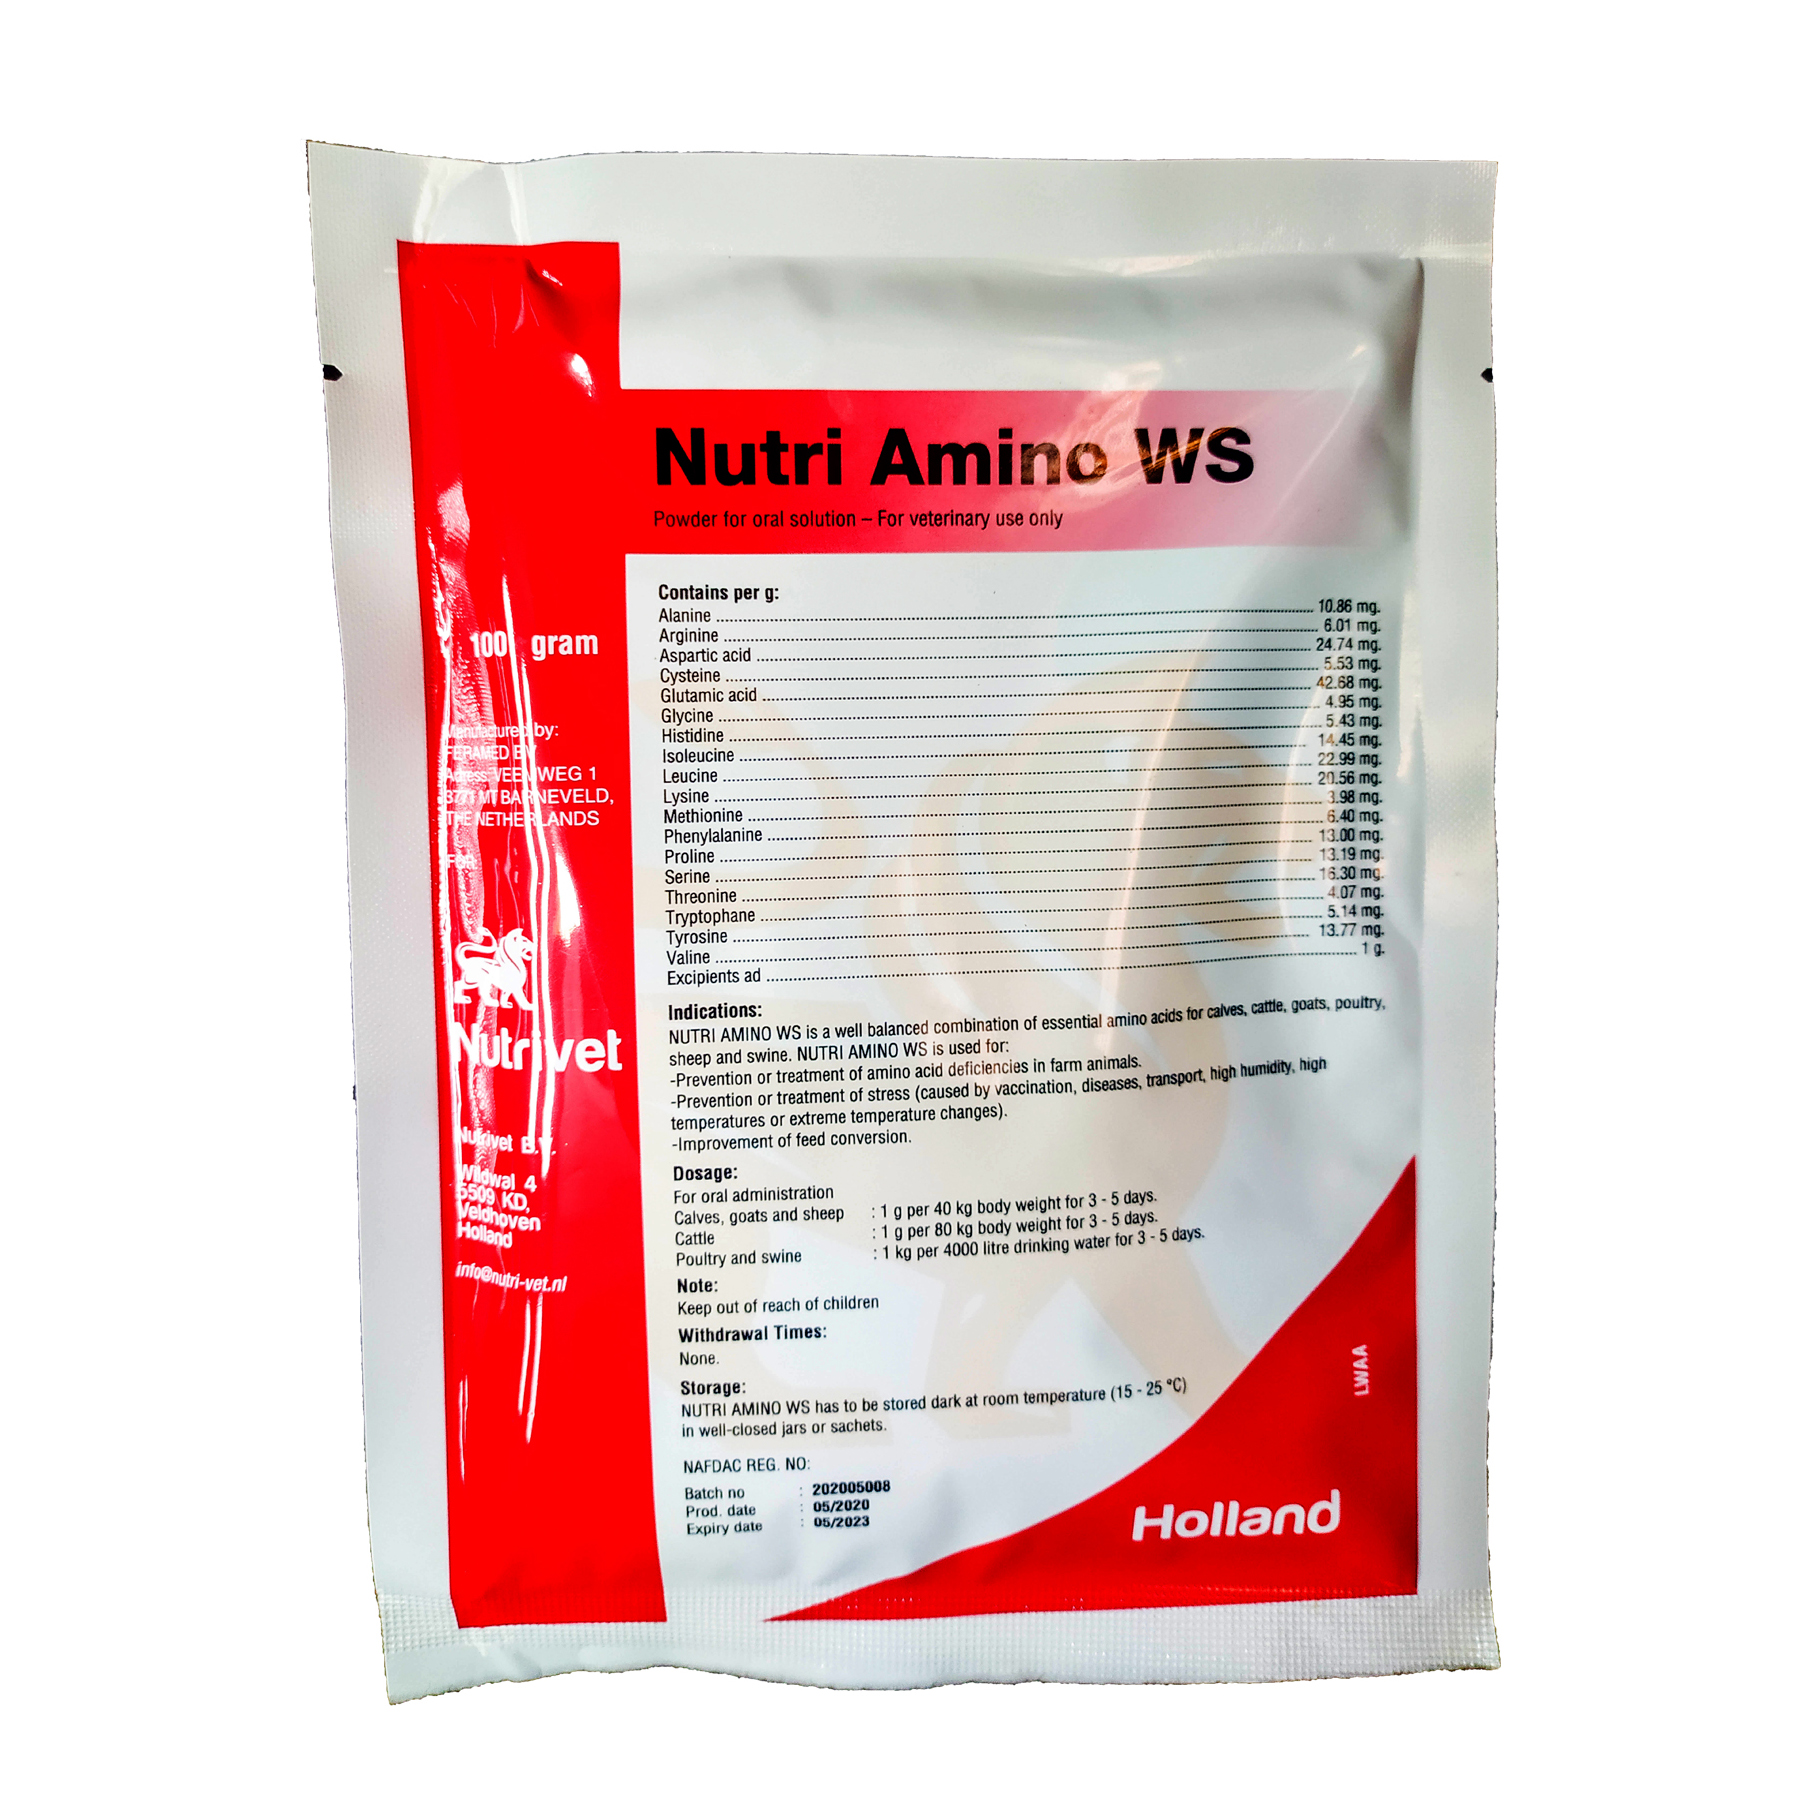 Nutri Amino WS
Powder for oral solution – For veterinary use only
100 gram
Manufactured by:
FERAMED BV
Adress: VEEMWEG 1
3771 MT BARNEVELD,
THE NETHERLANDS
FOR
Nutrivet
Nutrivet B.V.
Wildwal 4
5509 KD,
Veldhoven
Holland
info@nutri-vet.nl
Contains per g:
Alanine ........ 10.86 mg.
Arginine ........ 6.01 mg.
Aspartic acid ........ 24.74 mg.
Cysteine ........ 5.53 mg.
Glutamic acid ........ 42.68 mg.
Glycine ........ 4.95 mg.
Histidine ........ 5.43 mg.
Isoleucine ........ 14.45 mg.
Leucine ........ 22.99 mg.
Lysine ........ 20.56 mg.
Methionine ........ 3.98 mg.
Phenylalanine ........ 6.40 mg.
Proline ........ 13.00 mg.
Serine ........ 13.19 mg.
Threonine ........ 16.30 mg.
Tryptophane ........ 4.07 mg.
Tyrosine ........ 5.14 mg.
Valine ........ 13.77 mg.
Excipients ad ........ 1 g.
Indications:
NUTRI AMINO WS is a well balanced combination of essential amino acids for calves, cattle, goats, poultry,
sheep and swine. NUTRI AMINO WS is used for:
-Prevention or treatment of amino acid deficiencies in farm animals.
-Prevention or treatment of stress (caused by vaccination, diseases, transport, high humidity, high
temperatures or extreme temperature changes).
-Improvement of feed conversion.
Dosage:
For oral administration
Calves, goats and sheep : 1 g per 40 kg body weight for 3 - 5 days.
Cattle : 1 g per 80 kg body weight for 3 - 5 days.
Poultry and swine : 1 kg per 4000 litre drinking water for 3 - 5 days.
Note:
Keep out of reach of children
Withdrawal Times:
None.
Storage:
NUTRI AMINO WS has to be stored dark at room temperature (15 - 25 °C)
in well-closed jars or sachets.
NAFDAC REG. NO:
Batch no : 202005008
Prod. date : 05/2020
Expiry date : 05/2023
LWAA
Holland